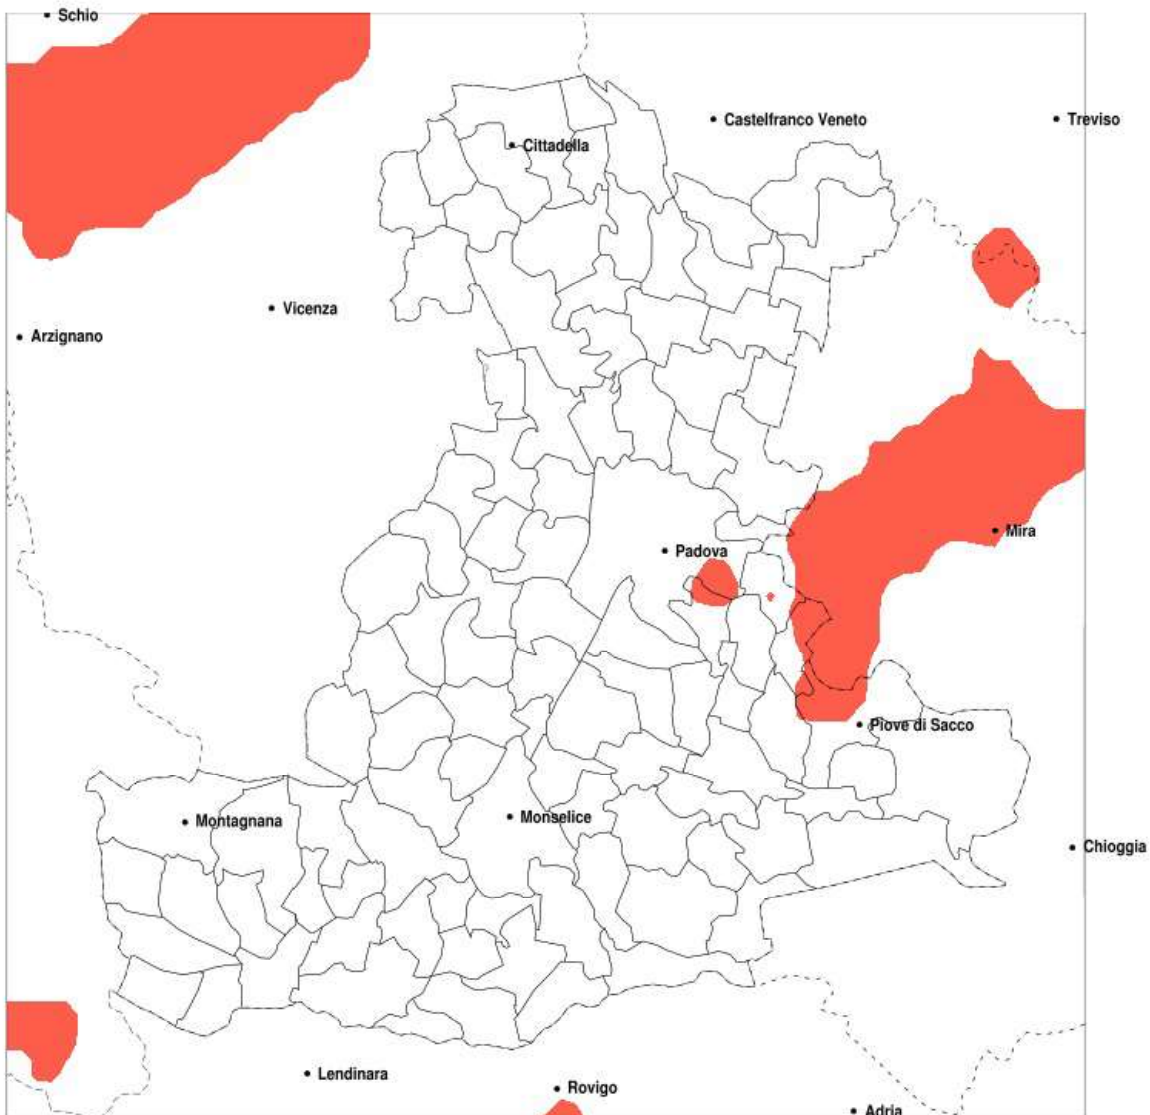 Schio
Castelfranco Veneto
Treviso
Cittadella
Vicenza
Arzignano
Mira
Padova
Piove di Sacco
Monselice
Montagnana
Chioggia
Lendinara
Rovigo
Adria